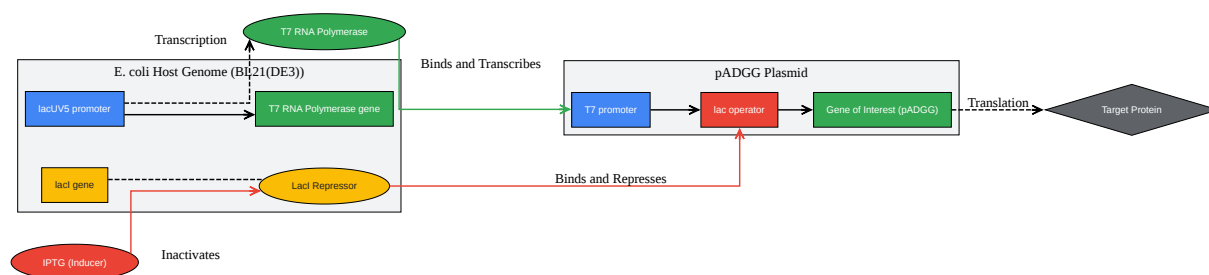 T7 RNA Polymerase
Transcription
Binds and Transcribes
E. coli Host Genome (BL21(DE3))
pADGG Plasmid
lacUV5 promoter
T7 RNA Polymerase gene
T7 promoter
lac operator
Gene of Interest (pADGG)
Translation
Target Protein
lacI gene
LacI Repressor
Binds and Represses
IPTG (Inducer)
Inactivates